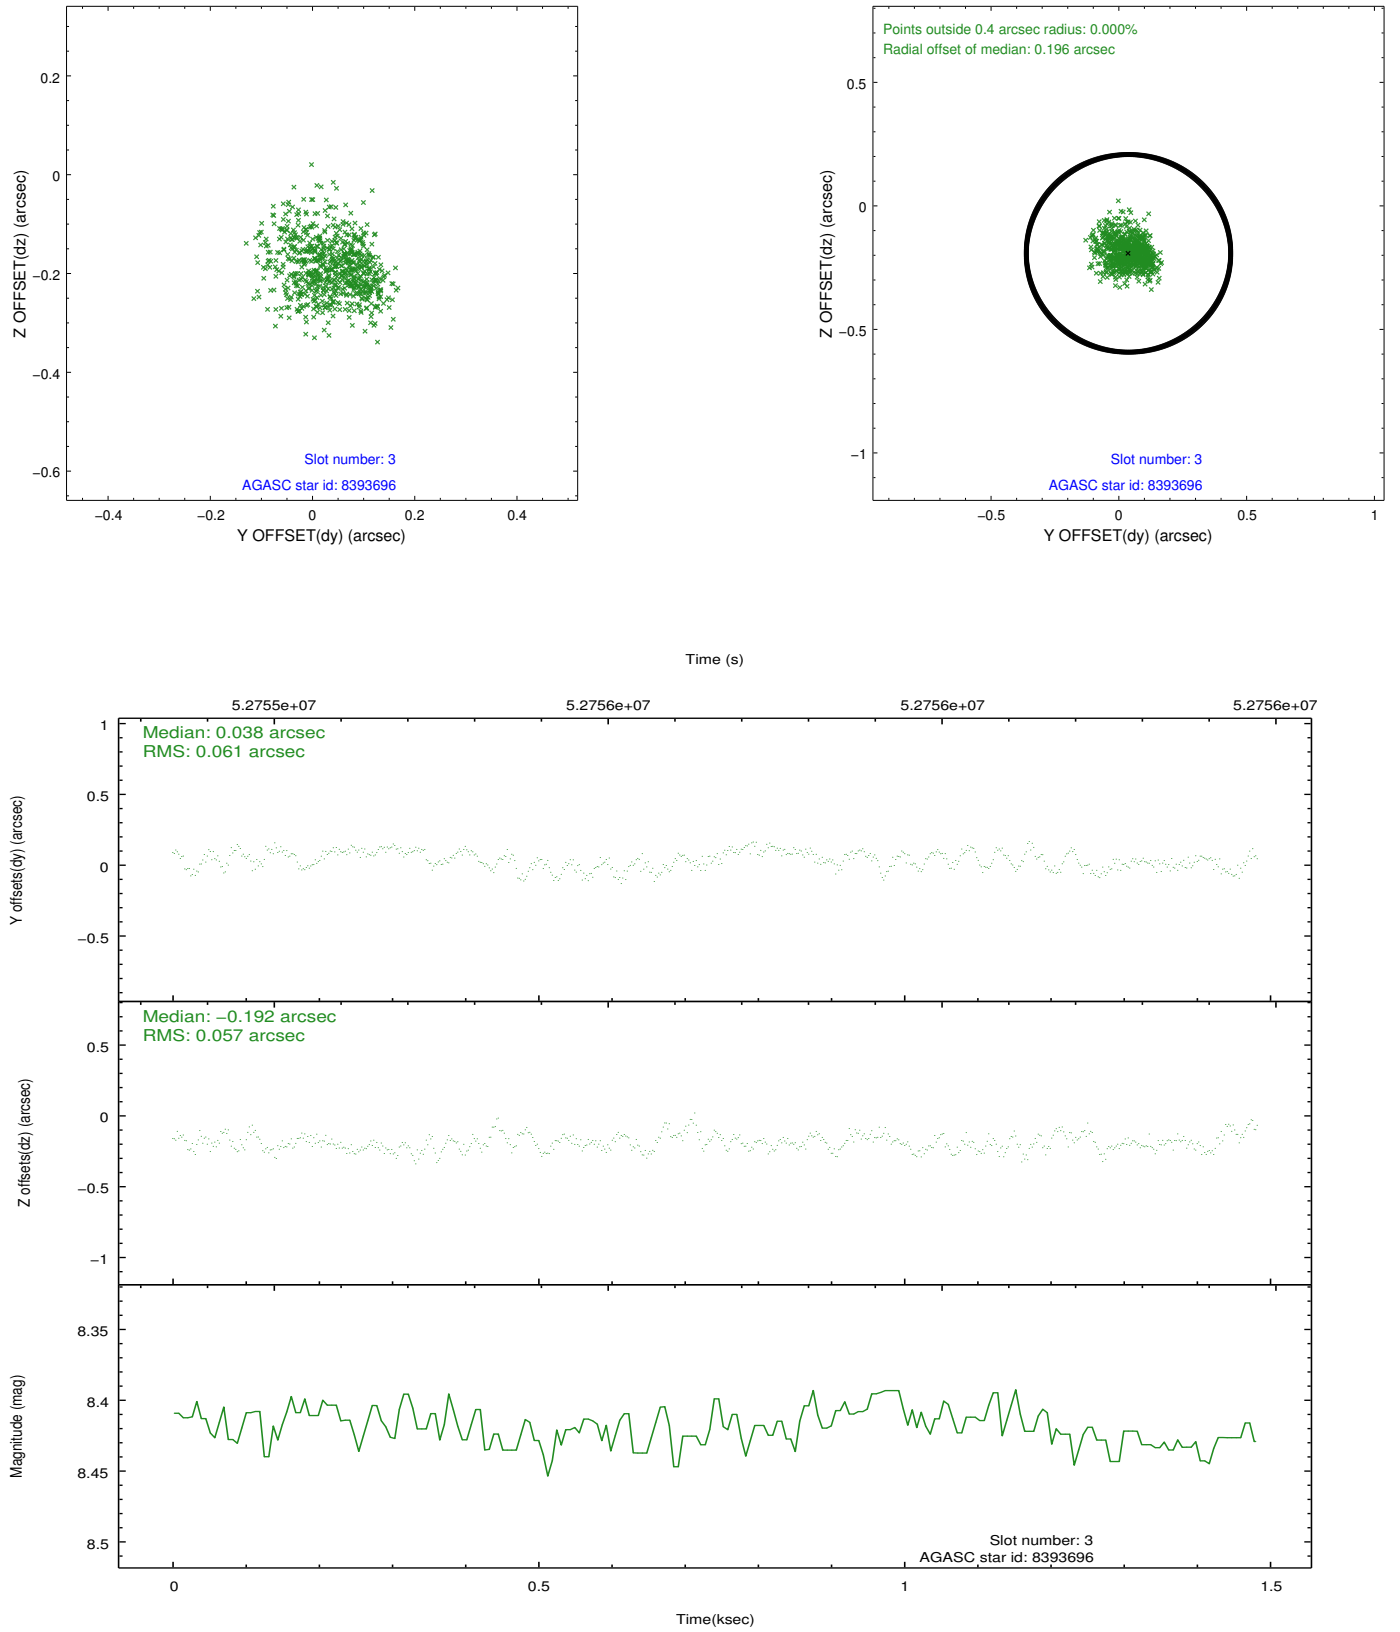 0.2
0
−0.2
−0.4
−0.6
Z OFFSET(dz) (arcsec)
Slot number: 3
AGASC star id: 8393696
−0.4 −0.2 0 0.2 0.4
Y OFFSET(dy) (arcsec)
Points outside 0.4 arcsec radius: 0.000%
Radial offset of median: 0.196 arcsec
0.5
0
−0.5
−1
Z OFFSET(dz) (arcsec)
Slot number: 3
AGASC star id: 8393696
−0.5 0 0.5 1
Y OFFSET(dy) (arcsec)
Time (s)
5.2755e+07 5.2756e+07 5.2756e+07 5.2756e+07
Median: 0.038 arcsec
RMS: 0.061 arcsec
1
0.5
0
−0.5
Y offsets(dy) (arcsec)
Median: −0.192 arcsec
RMS: 0.057 arcsec
0.5
0
−0.5
−1
Z offsets(dz) (arcsec)
8.35
8.4
8.45
8.5
Magnitude (mag)
Slot number: 3
AGASC star id: 8393696
0 0.5 1 1.5
Time(ksec)